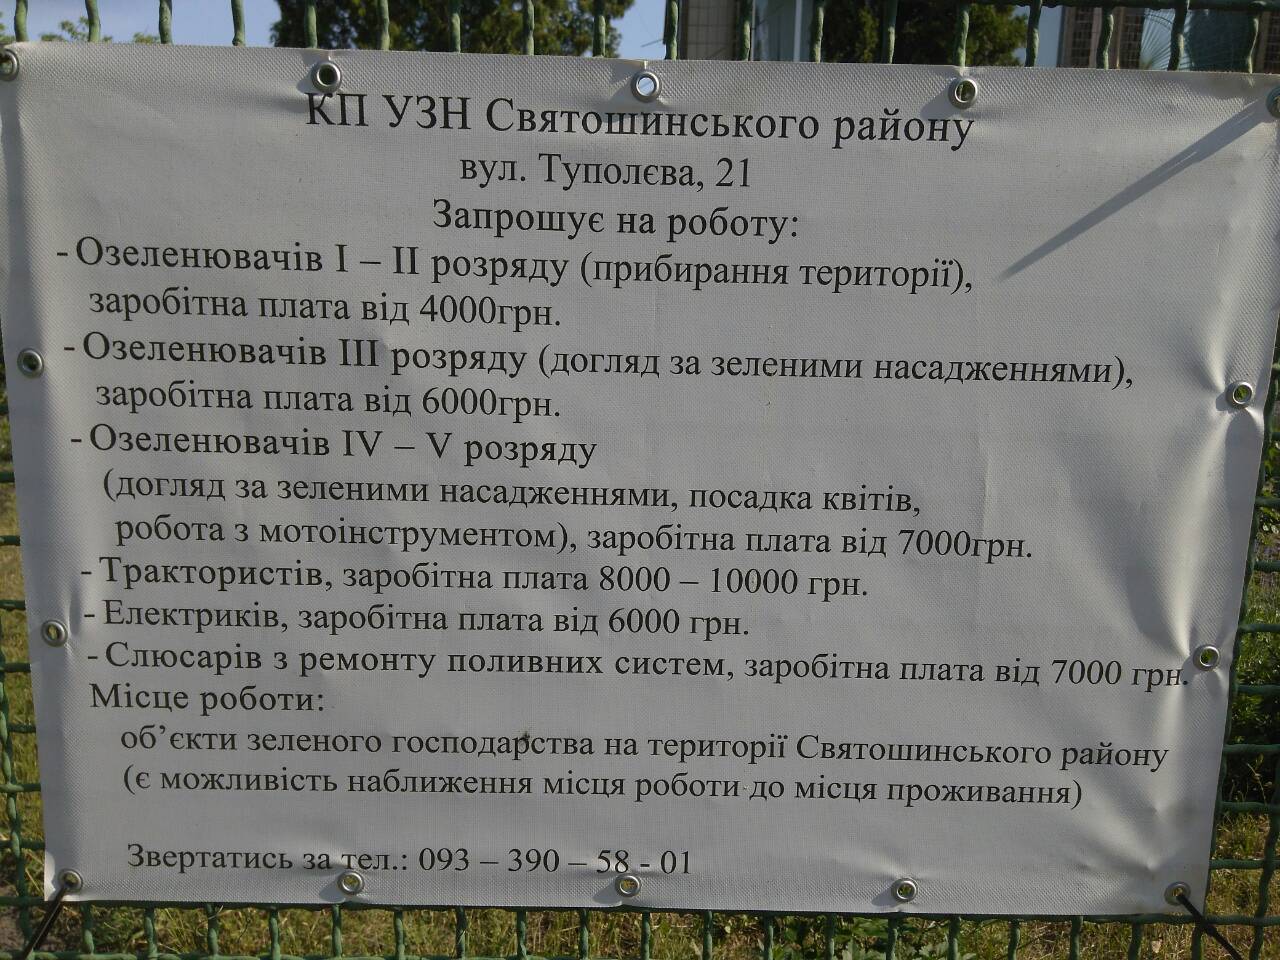 КП УЗН Святошинського району
вул. Туполєва, 21
Запрошує на роботу:
- Озеленювачів I – II розряду (прибирання території),
заробітна плата від 4000грн.
- Озеленювачів III розряду (догляд за зеленими насадженнями),
заробітна плата від 6000грн.
- Озеленювачів IV – V розряду
(догляд за зеленими насадженнями, посадка квітів,
робота з мотоінструментом), заробітна плата від 7000грн.
- Трактористів, заробітна плата 8000 – 10000 грн.
- Електриків, заробітна плата від 6000 грн.
- Слюсарів з ремонту поливних систем, заробітна плата від 7000 грн.
Місце роботи:
об’єкти зеленого господарства на території Святошинського району
(є можливість наближення місця роботи до місця проживання)
Звертатись за тел.: 093 – 390 – 58 - 01